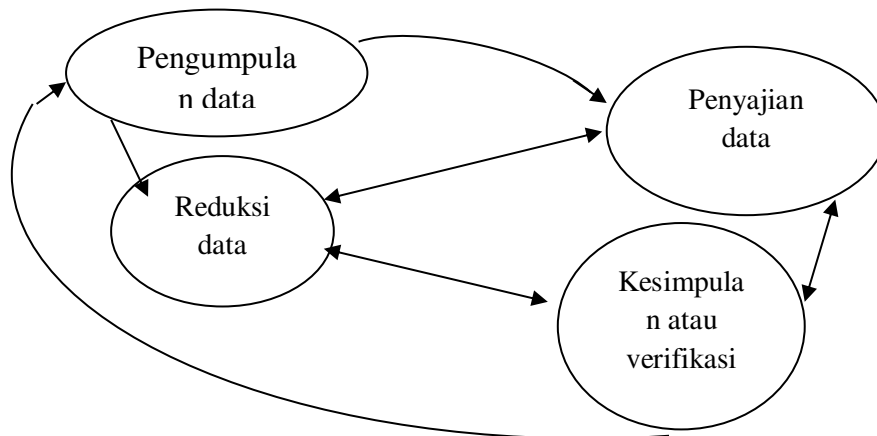 Pengumpula
n data
Penyajian
data
Reduksi
data
Kesimpula
n atau
verifikasi